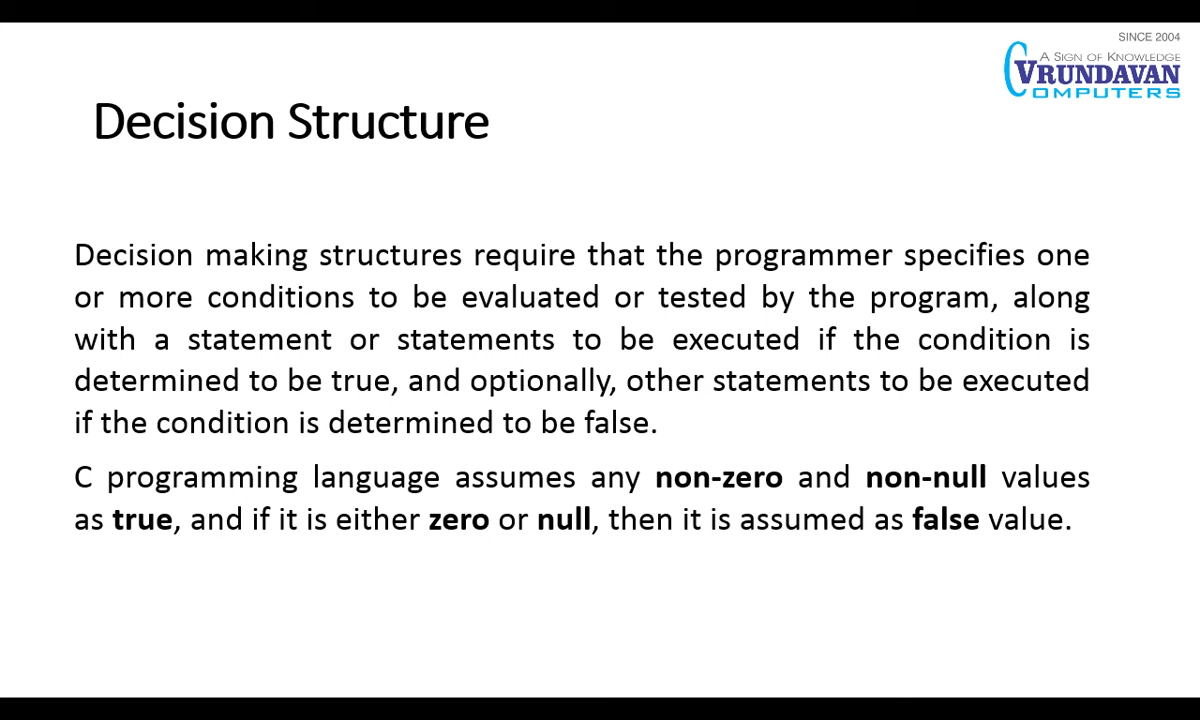 SINCE 2004
A SIGN OF KNOWLEDGE
VRUNDAVAN
COMPUTERS
Decision Structure
Decision making structures require that the programmer specifies one
or more conditions to be evaluated or tested by the program, along
with a statement or statements to be executed if the condition is
determined to be true, and optionally, other statements to be executed
if the condition is determined to be false.
C programming language assumes any non-zero and non-null values
as true, and if it is either zero or null, then it is assumed as false value.